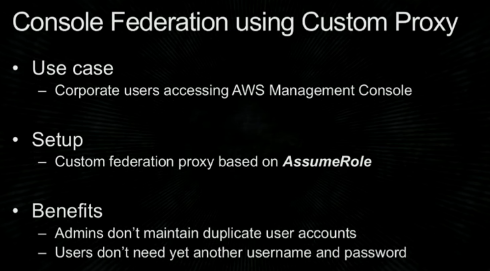 Console Federation using Custom Proxy
• Use case
– Corporate users accessing AWS Management Console
• Setup
– Custom federation proxy based on AssumeRole
• Benefits
– Admins don't maintain duplicate user accounts
– Users don't need yet another username and password